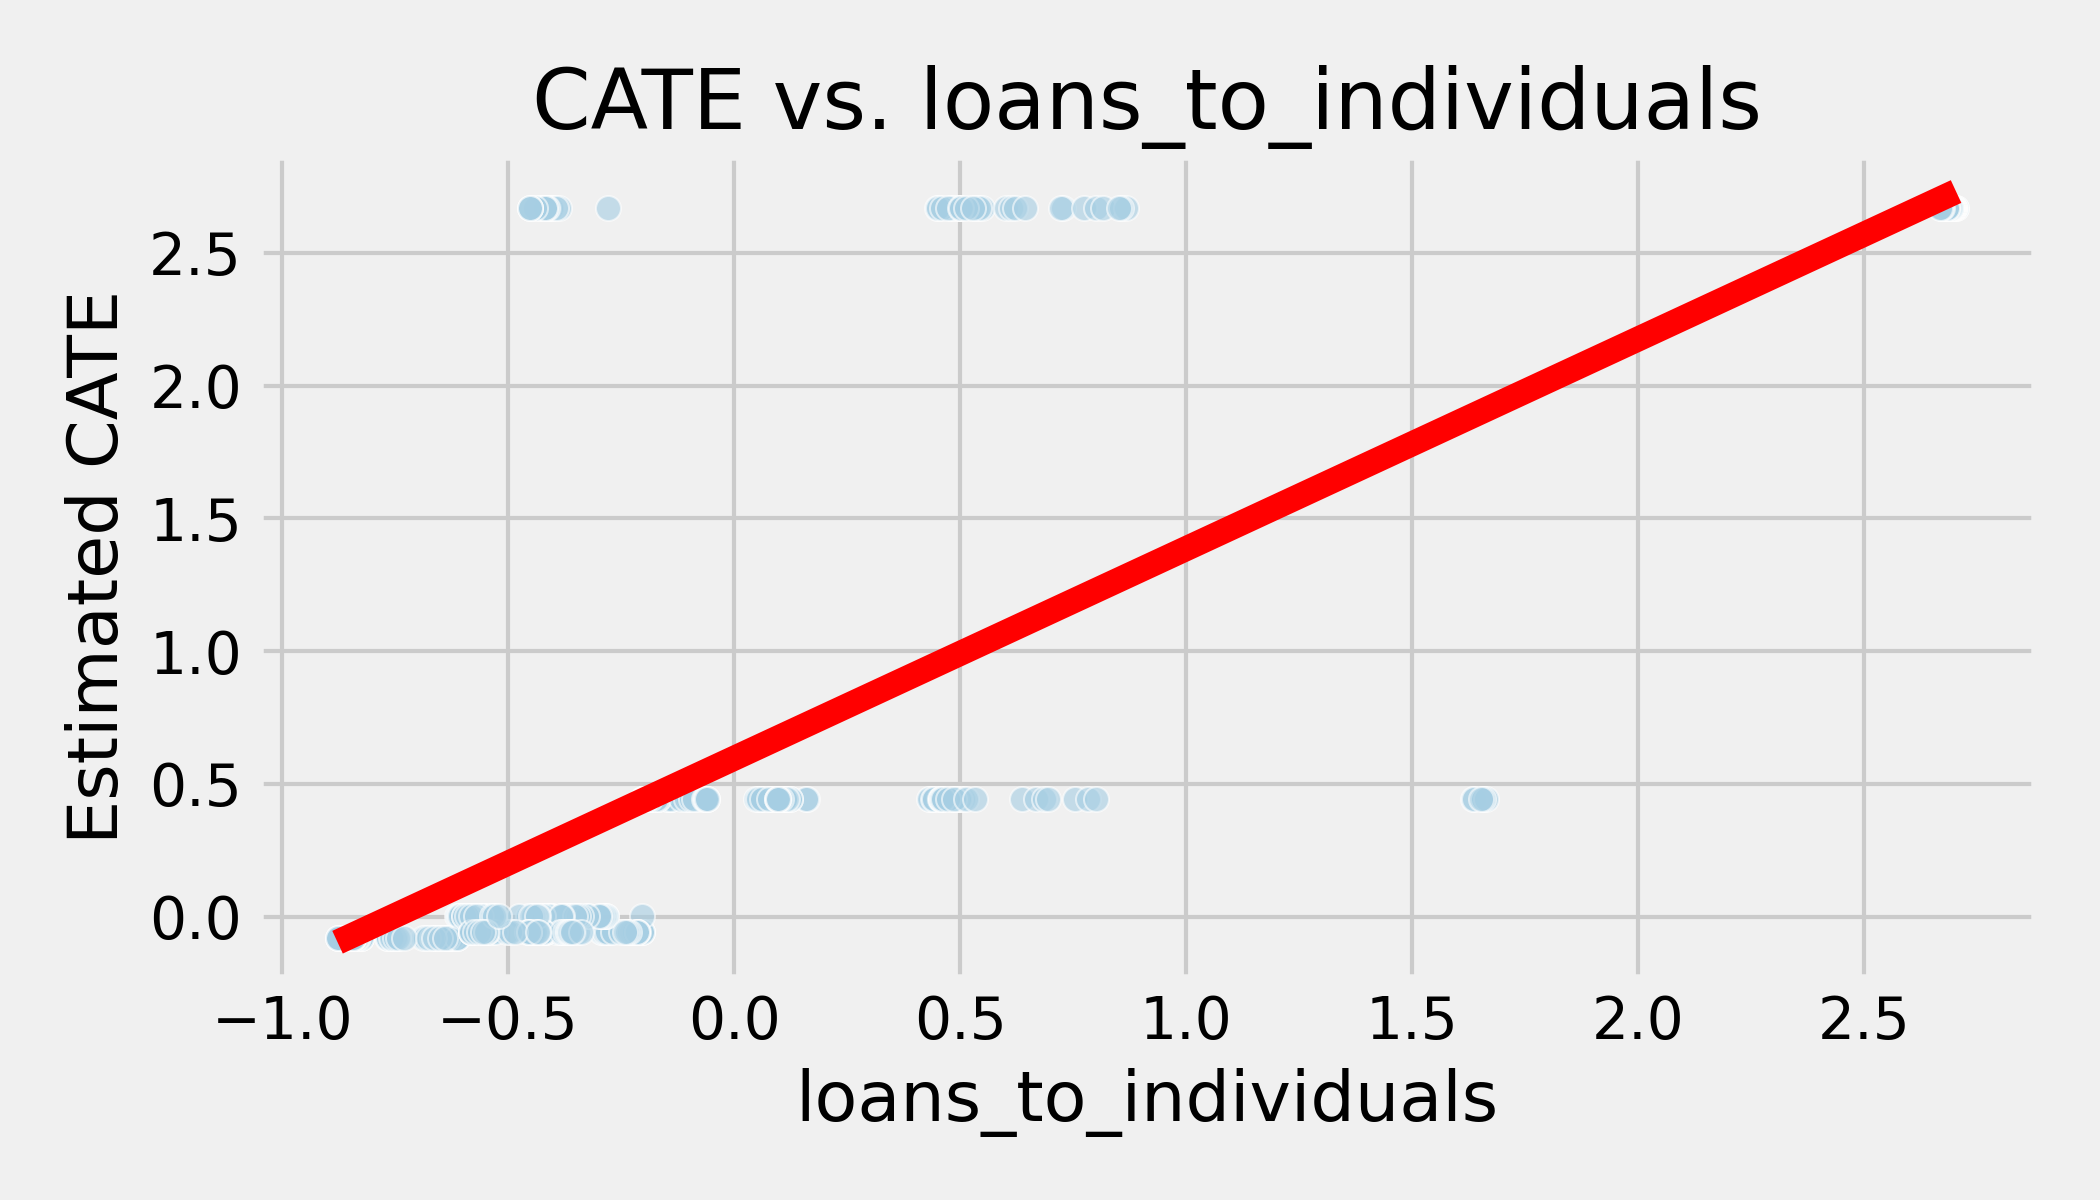 CATE vs. loans_to_individuals
Estimated CATE
2.5
2.0
1.5
1.0
0.5
0.0
−1.0 −0.5 0.0 0.5 1.0 1.5 2.0 2.5
loans_to_individuals